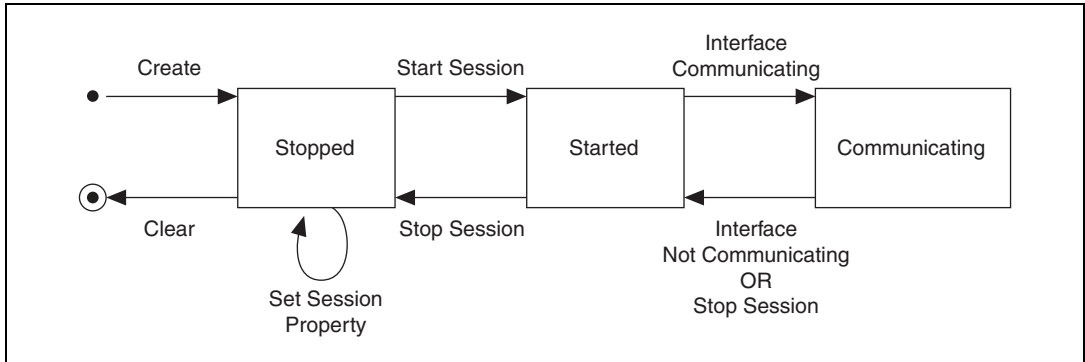 Create
Start Session
Interface
Communicating
Stopped
Started
Communicating
Clear
Stop Session
Interface
Not Communicating
OR
Stop Session
Set Session
Property